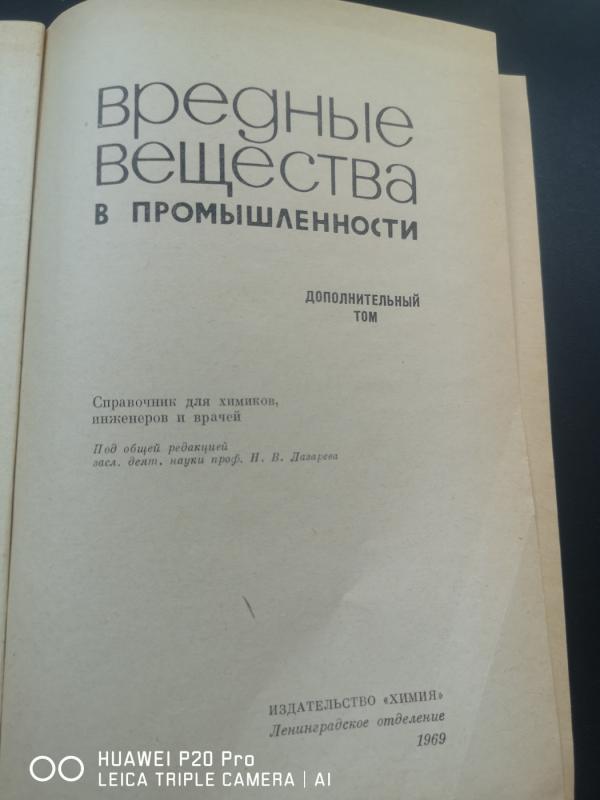 вредные
вещества
в промышленности
дополнительный
том
Справочник для химиков,
инженеров и врачей
Под общей редакцией
засл. деят. науки проф. Н. В. Лазарева
ИЗДАТЕЛЬСТВО «ХИМИЯ»
Ленинградское отделение
1969
HUAWEI P20 Pro
LEICA TRIPLE CAMERA | AI